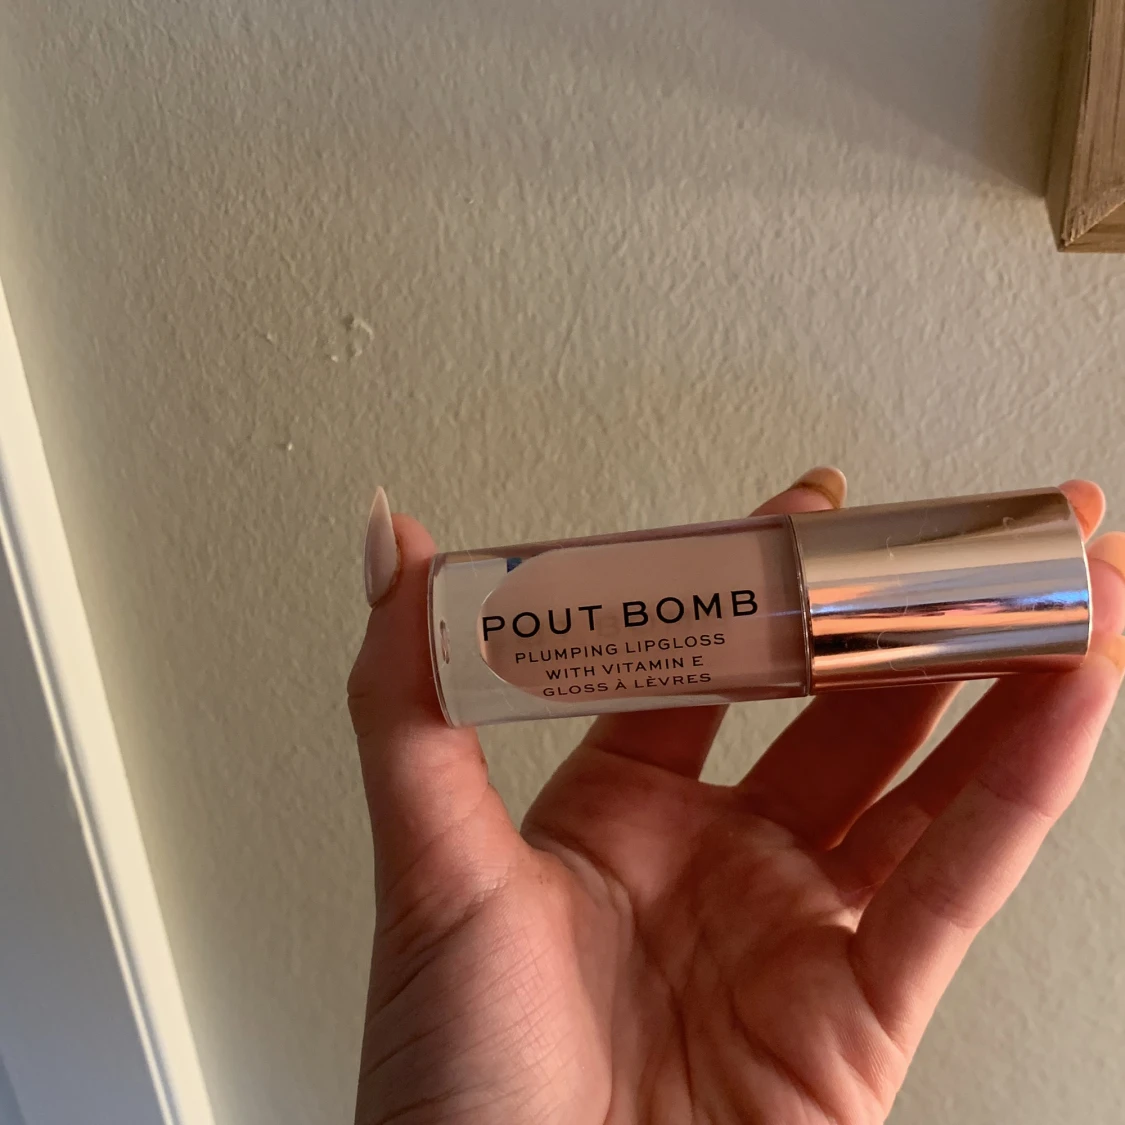 POUT BOMB
PLUMPING LIPGLOSS
WITH VITAMIN E
GLOSS À LÈVRES